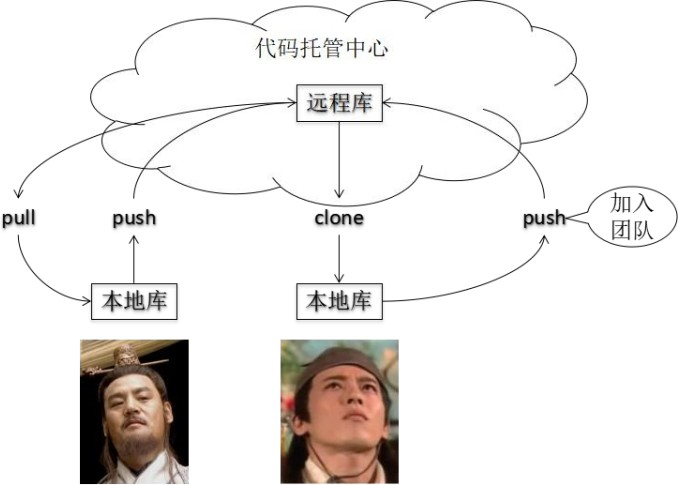 代码托管中心
远程库
pull
push
clone
push
加入
团队
本地库
本地库